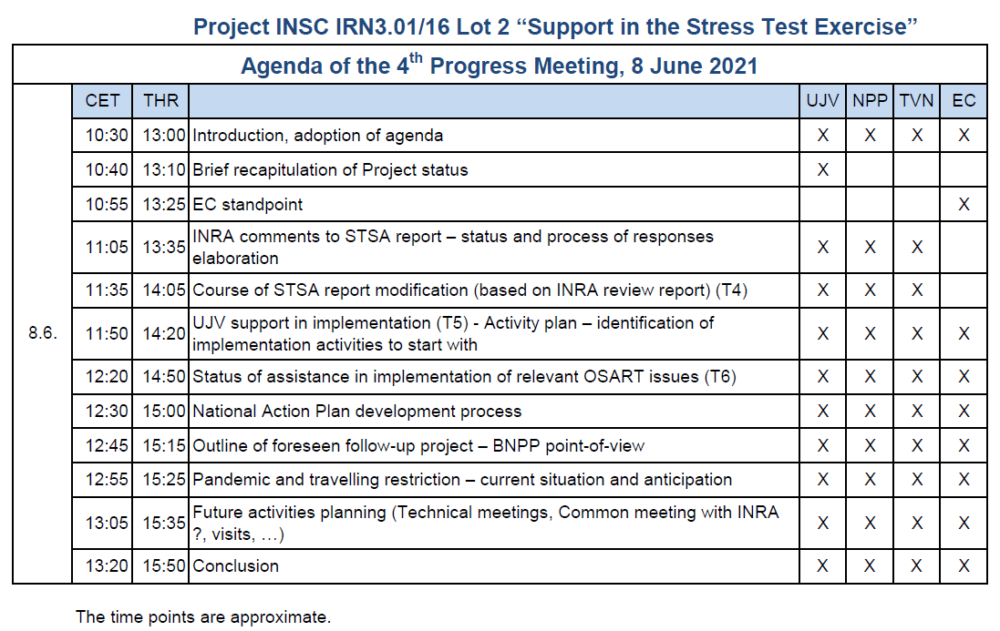 Project INSC IRN3.01/16 Lot 2 “Support in the Stress Test Exercise”
Agenda of the 4th Progress Meeting, 8 June 2021
CET THR UJV NPP TVN EC
10:30 13:00 Introduction, adoption of agenda X X X X
10:40 13:10 Brief recapitulation of Project status X
10:55 13:25 EC standpoint X
11:05 13:35 INRA comments to STSA report – status and process of responses
elaboration X X X
11:35 14:05 Course of STSA report modification (based on INRA review report) (T4) X X X
8.6. 11:50 14:20 UJV support in implementation (T5) - Activity plan – identification of
implementation activities to start with X X X X
12:20 14:50 Status of assistance in implementation of relevant OSART issues (T6) X X X X
12:30 15:00 National Action Plan development process X X X X
12:45 15:15 Outline of foreseen follow-up project – BNPP point-of-view X X X X
12:55 15:25 Pandemic and travelling restriction – current situation and anticipation X X X X
13:05 15:35 Future activities planning (Technical meetings, Common meeting with INRA
?, visits, …) X X X X
13:20 15:50 Conclusion X X X X
The time points are approximate.